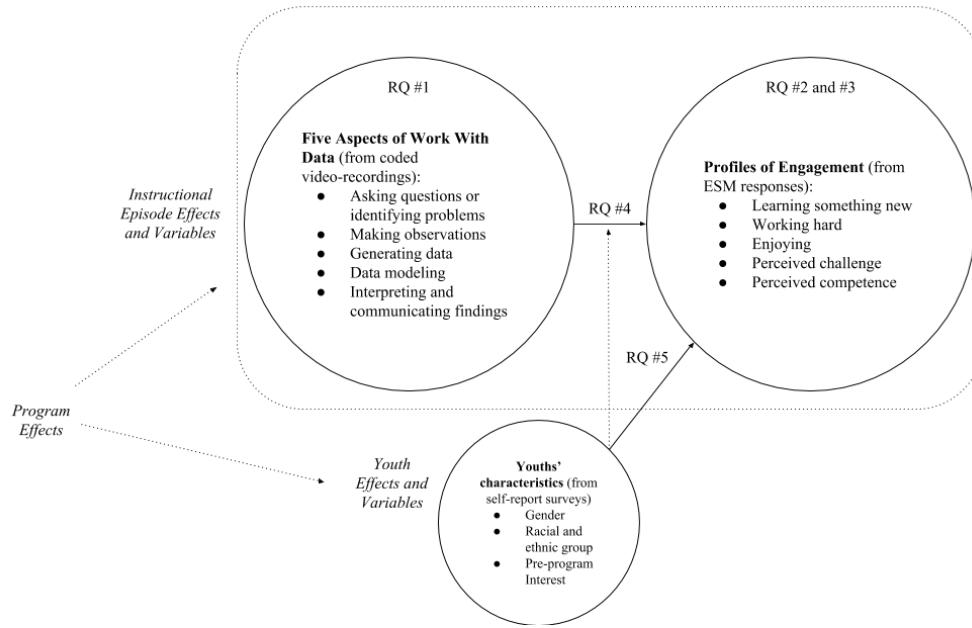 RQ #1
Five Aspects of Work With
Data (from coded
video-recordings):
● Asking questions or
identifying problems
● Making observations
● Generating data
● Data modeling
● Interpreting and
communicating findings
RQ #2 and #3
Profiles of Engagement (from
ESM responses):
● Learning something new
● Working hard
● Enjoying
● Perceived challenge
● Perceived competence
Instructional
Episode Effects
and Variables
RQ #4
RQ #5
Program
Effects
Youth
Effects and
Variables
Youths'
characteristics (from
self-report surveys)
● Gender
● Racial and
ethnic group
● Pre-program
Interest